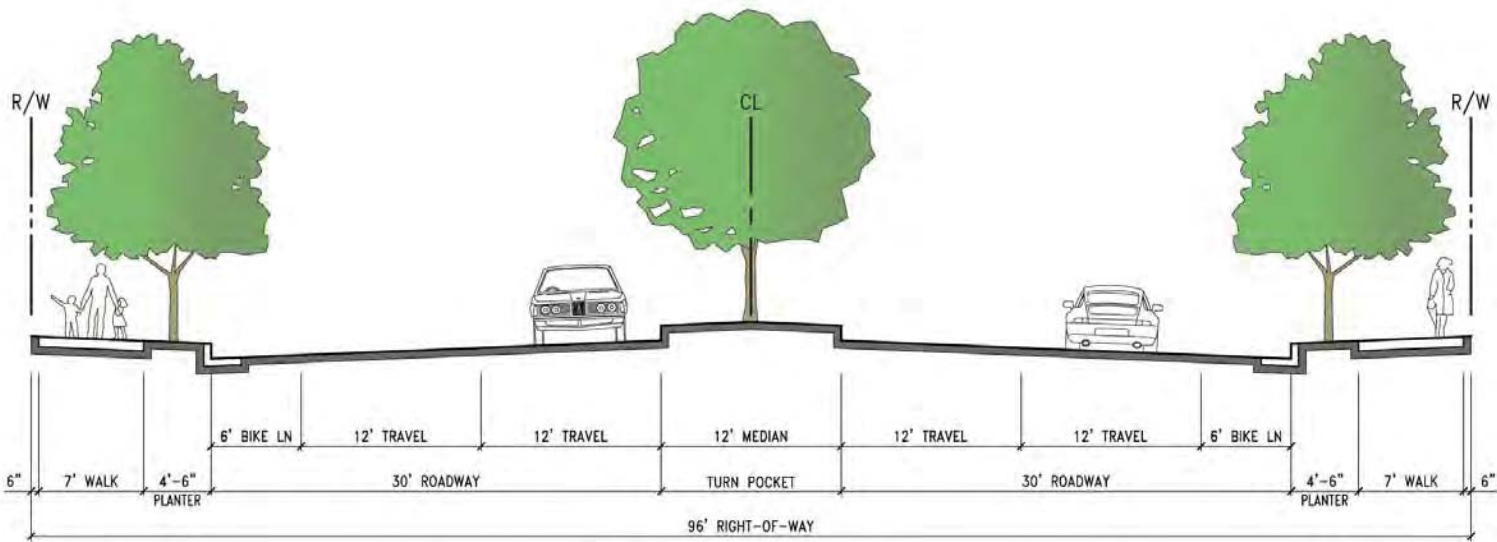 R/W CL R/W
6' BIKE LN 12' TRAVEL 12' TRAVEL 12' MEDIAN 12' TRAVEL 12' TRAVEL 6' BIKE LN
6" 7' WALK 4'-6" 30' ROADWAY TURN POCKET 30' ROADWAY 4'-6" 7' WALK 6"
PLANTER PLANTER
96' RIGHT-OF-WAY